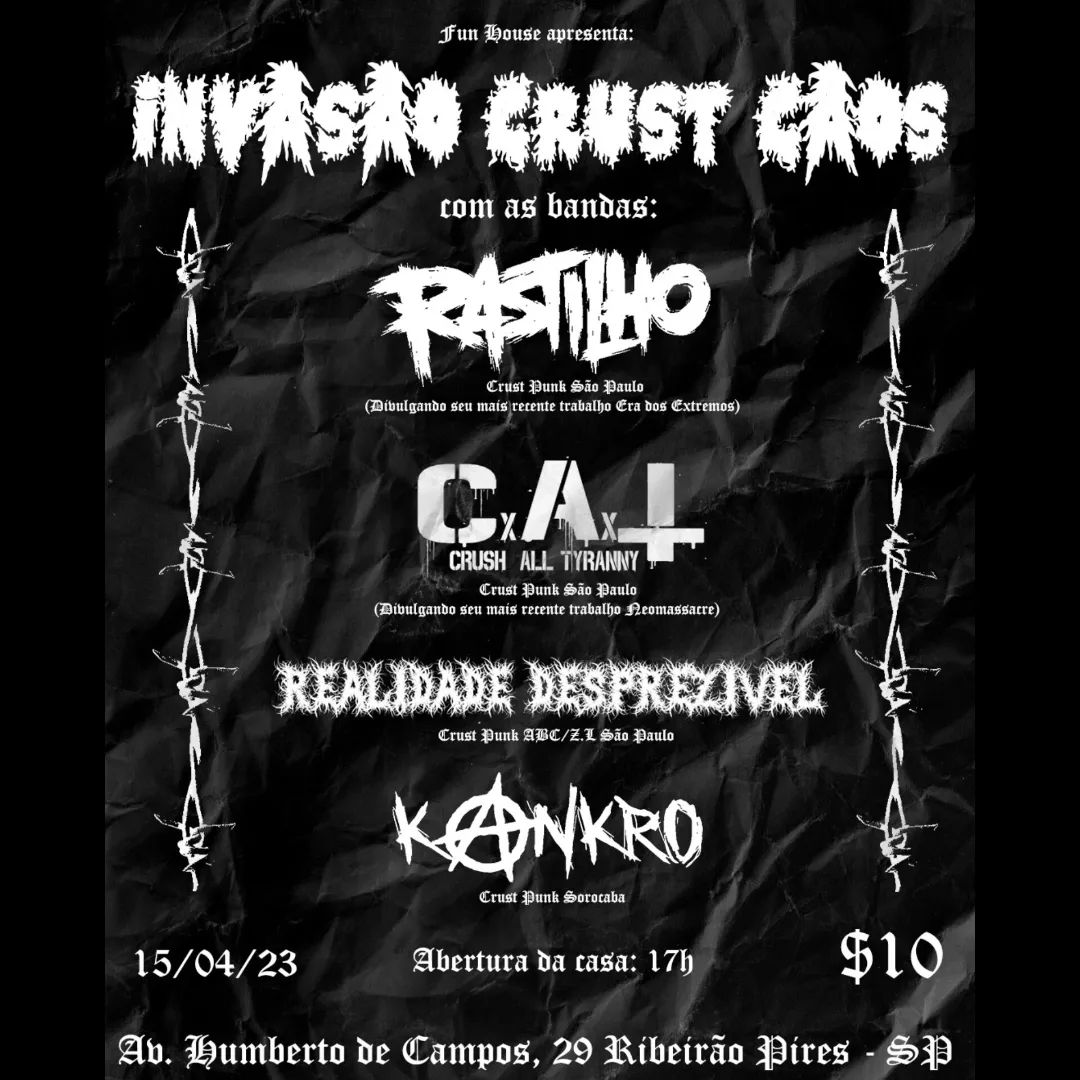 Fun House apresenta:
iNVASÃO CRUST CAOS
com as bandas:
RASTILHO
Crust Punk São Paulo
(Divulgando seu mais recente trabalho Era dos Extremos)
CxAxT
CRUSH ALL TYRANNY
Crust Punk São Paulo
(Divulgando seu mais recente trabalho Neomassacre)
REALIDADE DESPREZIVEL
Crust Punk ABC/Z.L São Paulo
KANKRO
Crust Punk Sorocaba
15/04/23 Abertura da casa: 17h $10
Av. Humberto de Campos, 29 Ribeirão Pires - SP